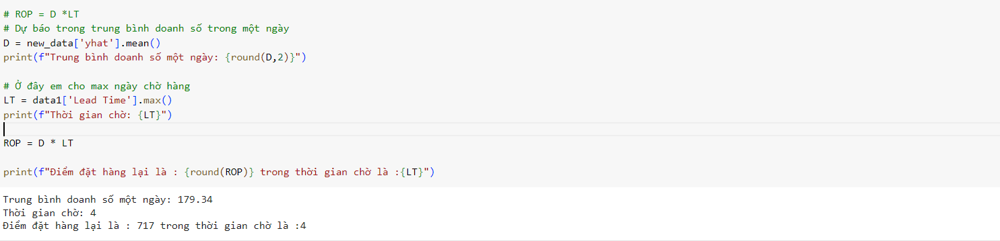 # ROP = D *LT
# Dự báo trong trung bình doanh số trong một ngày
D = new_data['yhat'].mean()
print(f"Trung bình doanh số một ngày: {round(D,2)}")
# Ở đây em cho max ngày chờ hàng
LT = data1['Lead Time'].max()
print(f"Thời gian chờ: {LT}")
ROP = D * LT
print(f"Điểm đặt hàng lại là : {round(ROP)} trong thời gian chờ là :{LT}")
Trung bình doanh số một ngày: 179.34
Thời gian chờ: 4
Điểm đặt hàng lại là : 717 trong thời gian chờ là :4